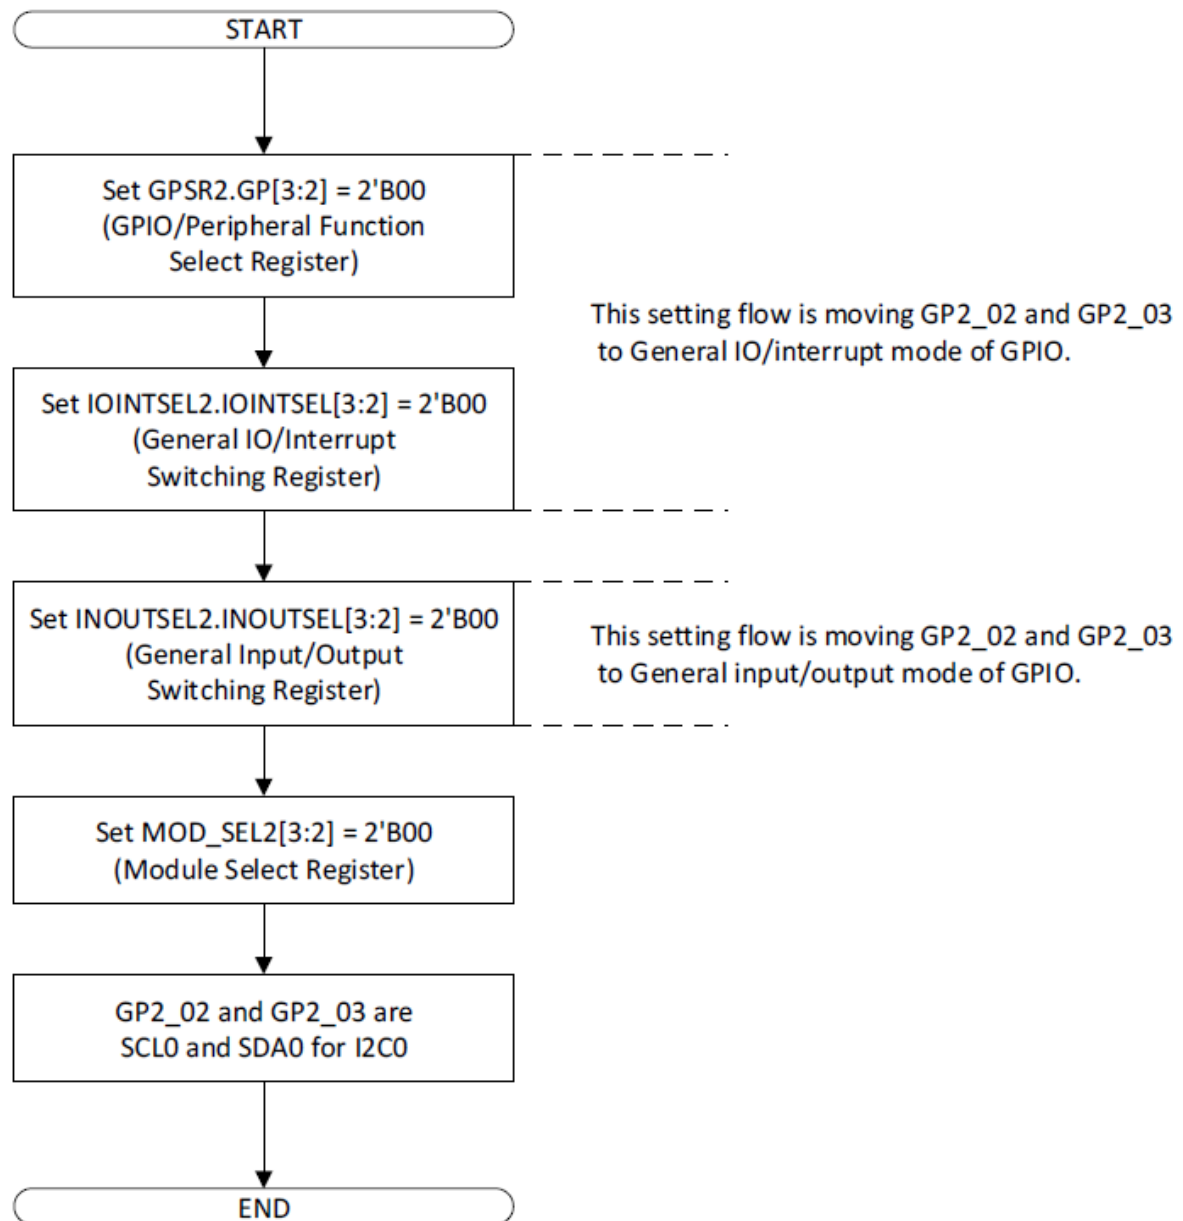 START
Set GPSR2.GP[3:2] = 2'B00
(GPIO/Peripheral Function
Select Register)
This setting flow is moving GP2_02 and GP2_03
to General IO/interrupt mode of GPIO.
Set IOINTSEL2.IOINTSEL[3:2] = 2'B00
(General IO/Interrupt
Switching Register)
Set INOUTSEL2.INOUTSEL[3:2] = 2'B00
(General Input/Output
Switching Register)
This setting flow is moving GP2_02 and GP2_03
to General input/output mode of GPIO.
Set MOD_SEL2[3:2] = 2'B00
(Module Select Register)
GP2_02 and GP2_03 are
SCL0 and SDA0 for I2C0
END